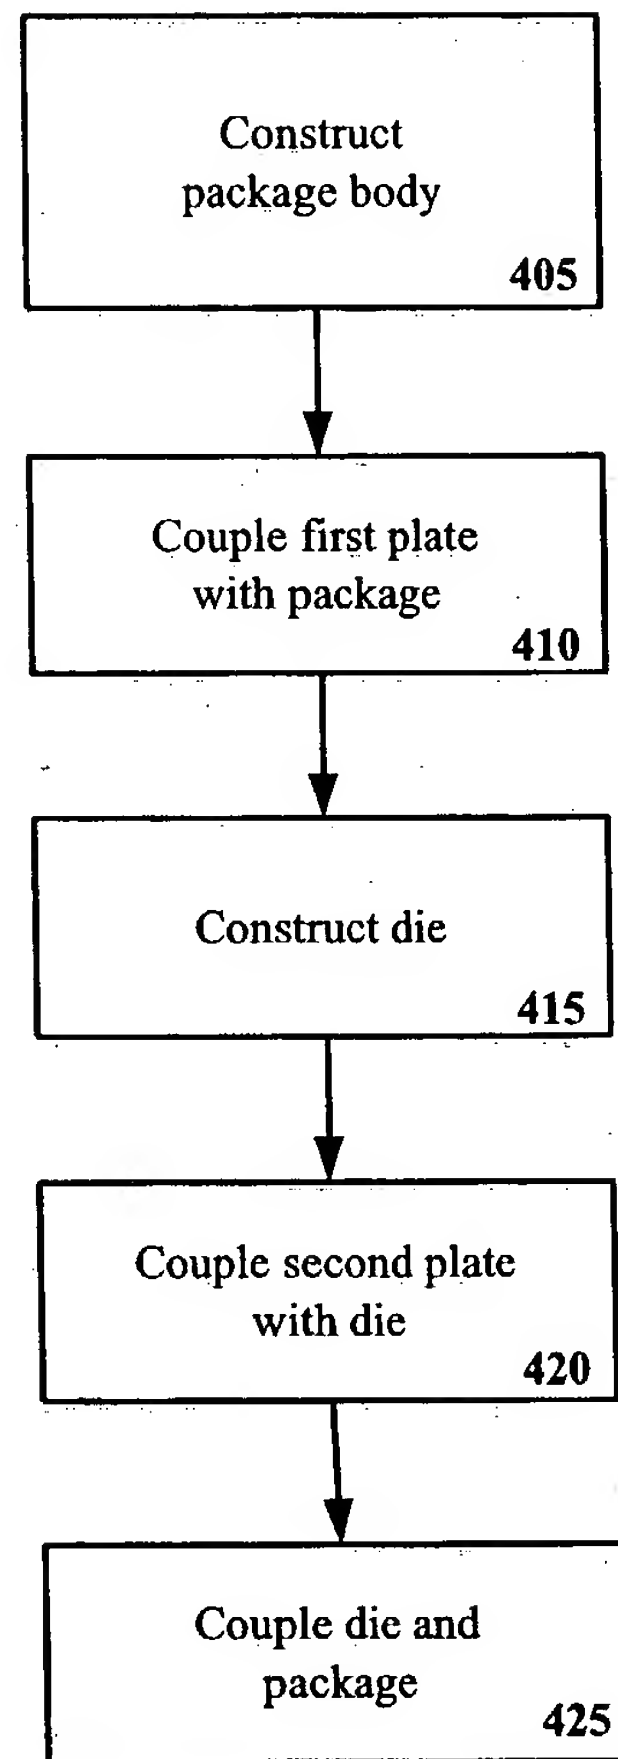 Construct
package body
405
Couple first plate
with package
410
Construct die
415
Couple second plate
with die
420
Couple die and
package
425